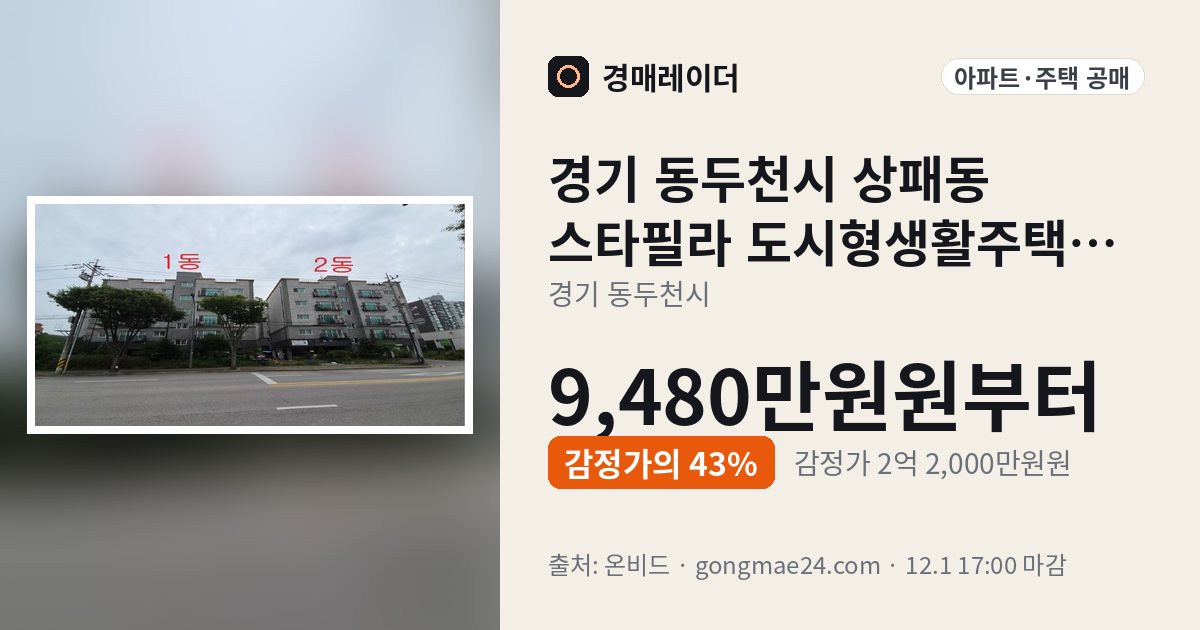 경매레이더
아파트·주택 공매
경기 동두천시 상패동
스타필라 도시형생활주택…
경기 동두천시
1동
2동
9,480만원원부터
감정가의 43%
감정가 2억 2,000만원원
출처: 온비드 · gongmae24.com · 12.1 17:00 마감